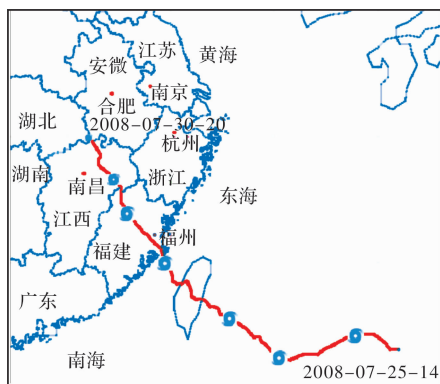 江苏
黄海
安微
南京
合肥
湖北
2008-07-30-20
杭州
湖南
南昌
浙江
东海
江西
福州
福建
广东
南海
2008-07-25-14